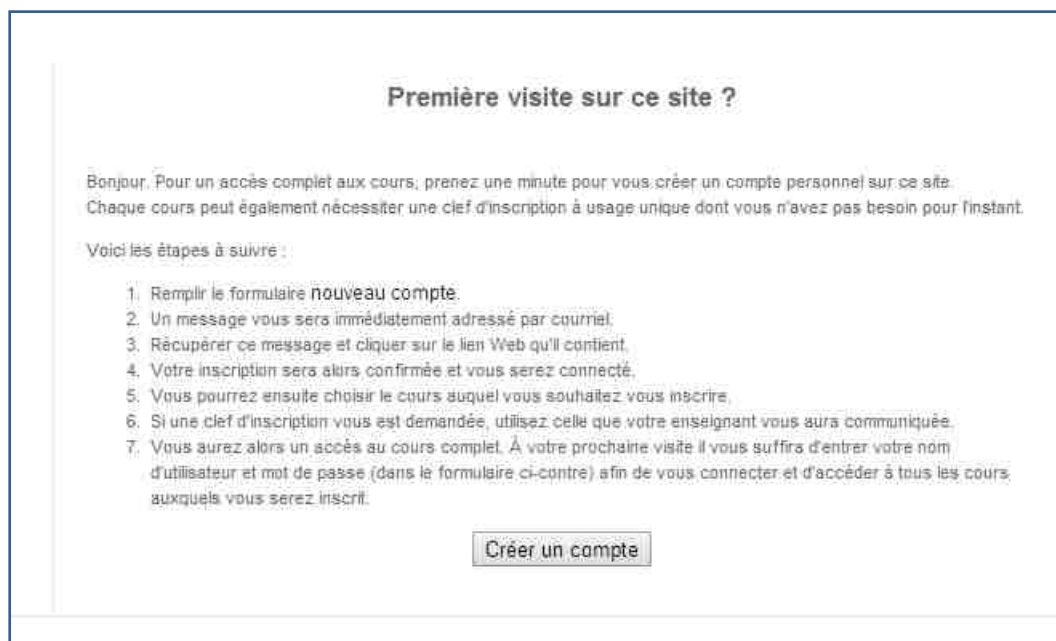 Première visite sur ce site ?
Bonjour. Pour un accès complet aux cours, prenez une minute pour vous créer un compte personnel sur ce site.
Chaque cours peut également nécessiter une clef d'inscription à usage unique dont vous n'avez pas besoin pour l'instant.
Voici les étapes à suivre :
1. Remplir le formulaire nouveau compte.
2. Un message vous sera immédiatement adressé par courriel.
3. Récupérer ce message et cliquer sur le lien Web qu'il contient.
4. Votre inscription sera alors confirmée et vous serez connecté.
5. Vous pourrez ensuite choisir le cours auquel vous souhaitez vous inscrire.
6. Si une clef d'inscription vous est demandée, utilisez celle que votre enseignant vous aura communiquée.
7. Vous aurez alors un accès au cours complet. À votre prochaine visite il vous suffira d'entrer votre nom
d'utilisateur et mot de passe (dans le formulaire ci-contre) afin de vous connecter et d'accéder à tous les cours
auxquels vous serez inscrit.
Créer un compte